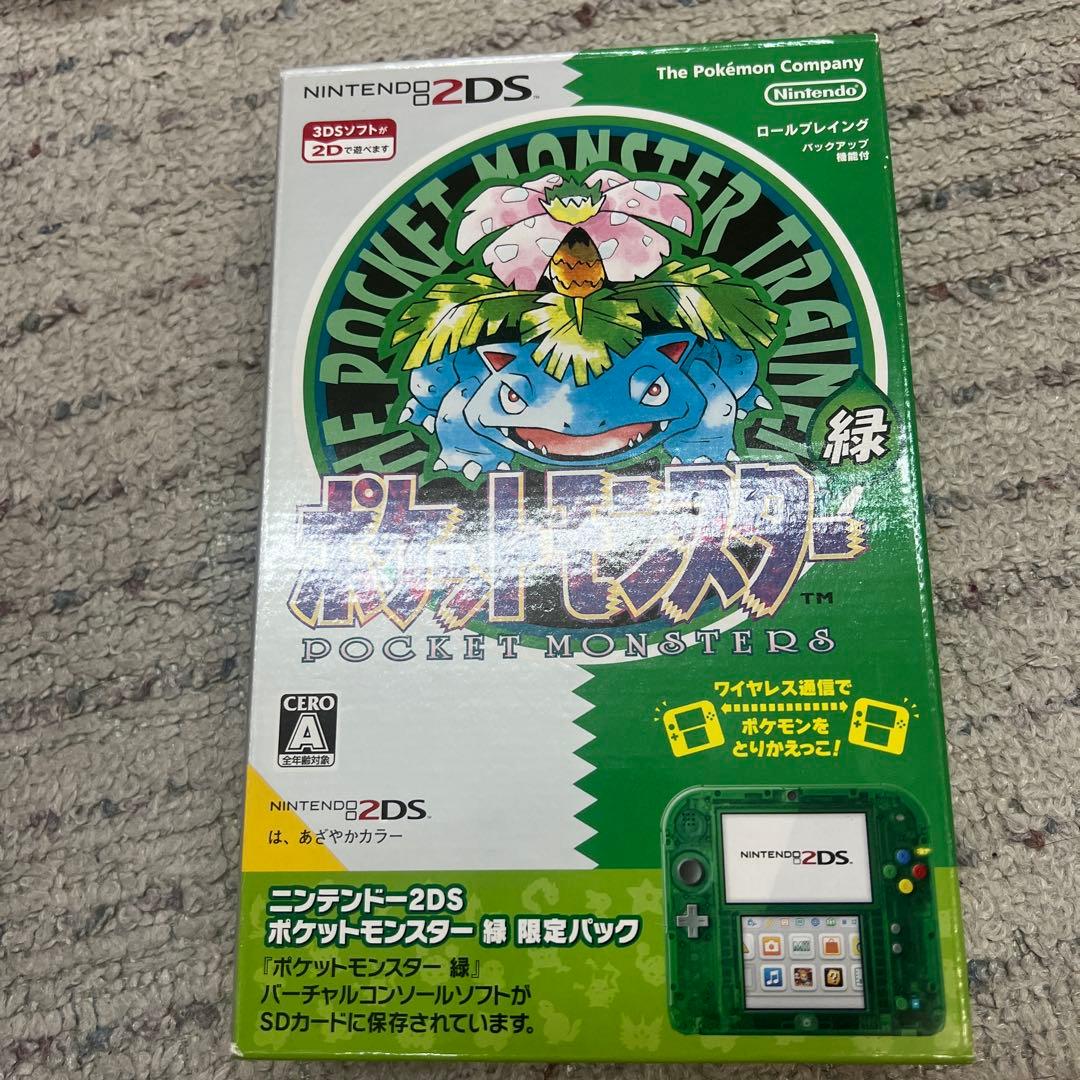 NINTENDO 2DS™
The Pokémon Company
Nintendo®
3DSソフトが
2Dで遊べます
ロールプレイング
バックアップ
機能付
THE POCKET MONSTER TRAINER
緑
ポケットモンスター™
POCKET MONSTERS
ワイヤレス通信で
ポケモンを
とりかえっこ!
CERO
A
全年齢対象
NINTENDO 2DS™
は、あざやかカラー
NINTENDO 2DS™
ニンテンドー2DS
ポケットモンスター 緑 限定パック
『ポケットモンスター 緑』
バーチャルコンソールソフトが
SDカードに保存されています。